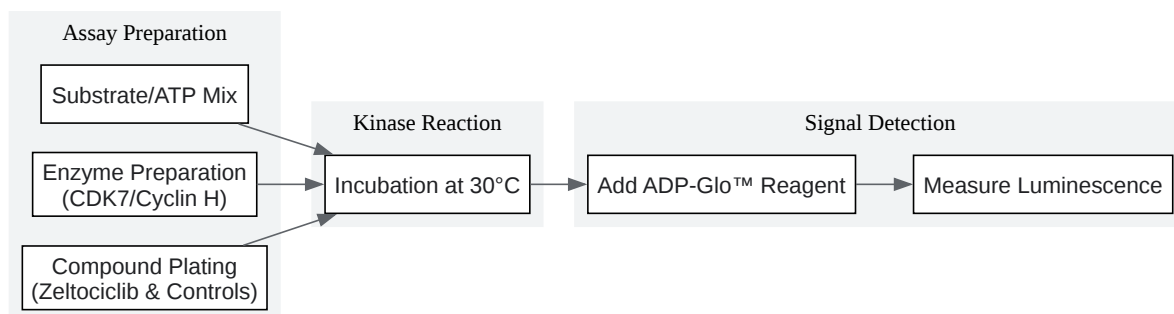 Assay Preparation
Substrate/ATP Mix
Enzyme Preparation
(CDK7/Cyclin H)
Compound Plating
(Zeltociclib & Controls)
Kinase Reaction
Incubation at 30°C
Signal Detection
Add ADP-Glo™ Reagent
Measure Luminescence